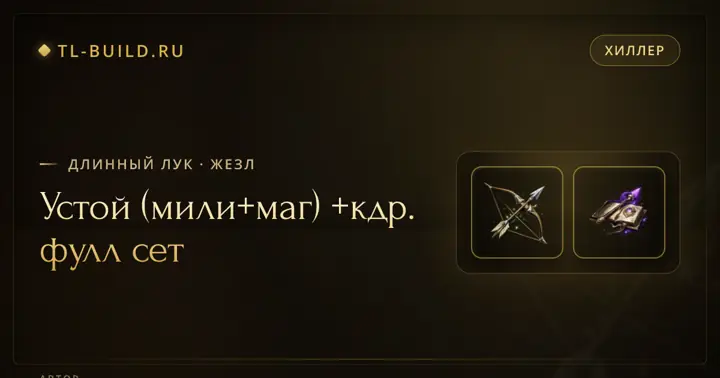 TL-BUILD.RU
ХИЛЛЕР
ДЛИННЫЙ ЛУК · ЖЕЗЛ
Устой (мили+маг) +кдр.
фулл сет